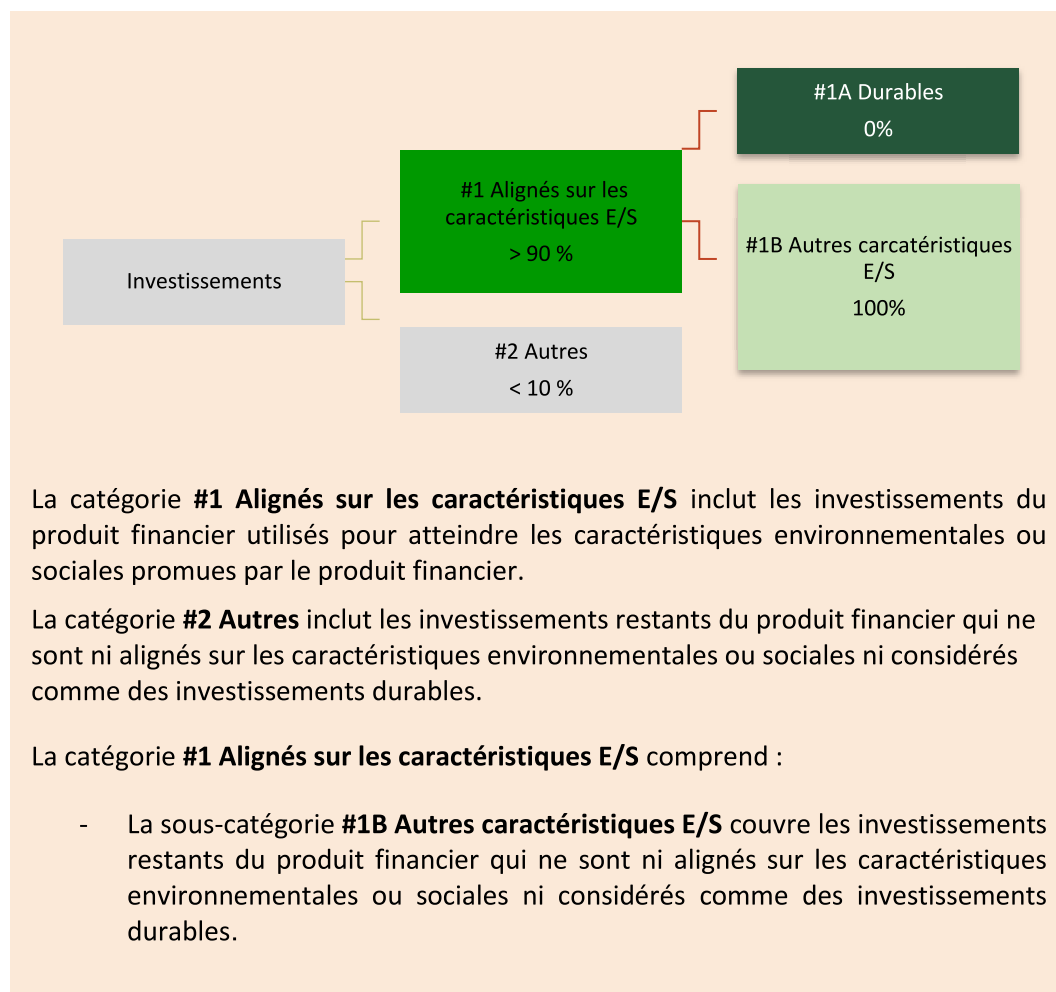 #1A Durables
0%
#1 Alignés sur les
caractéristiques E/S
> 90 %
#1B Autres carcatéristiques
E/S
100%
Investissements
#2 Autres
< 10 %
La catégorie #1 Alignés sur les caractéristiques E/S inclut les investissements du
produit financier utilisés pour atteindre les caractéristiques environnementales ou
sociales promues par le produit financier.
La catégorie #2 Autres inclut les investissements restants du produit financier qui ne
sont ni alignés sur les caractéristiques environnementales ou sociales ni considérés
comme des investissements durables.
La catégorie #1 Alignés sur les caractéristiques E/S comprend :
- La sous-catégorie #1B Autres caractéristiques E/S couvre les investissements
restants du produit financier qui ne sont ni alignés sur les caractéristiques
environnementales ou sociales ni considérés comme des investissements
durables.